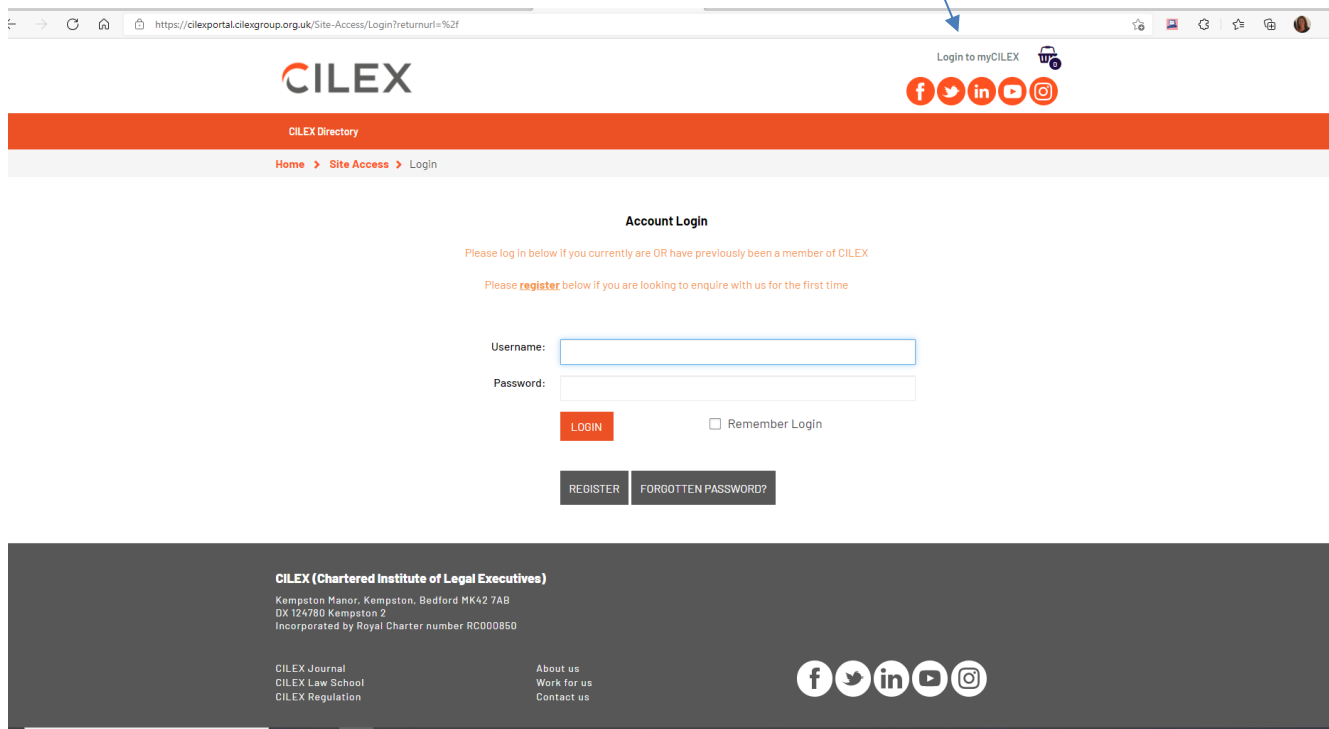 https://cilexportal.cilexgroup.org.uk/Site-Access/Login?returnurl=%2f
Login to myCILEX
0
CILEX
CILEX Directory
Home > Site Access > Login
Account Login
Please log in below if you currently are OR have previously been a member of CILEX
Please register below if you are looking to enquire with us for the first time
Username:
Password:
LOGIN
Remember Login
REGISTER
FORGOTTEN PASSWORD?
CILEX (Chartered Institute of Legal Executives)
Kempston Manor, Kempston, Bedford MK42 7AB
DX 124780 Kempston 2
Incorporated by Royal Charter number RC000850
CILEX Journal
CILEX Law School
CILEX Regulation
About us
Work for us
Contact us